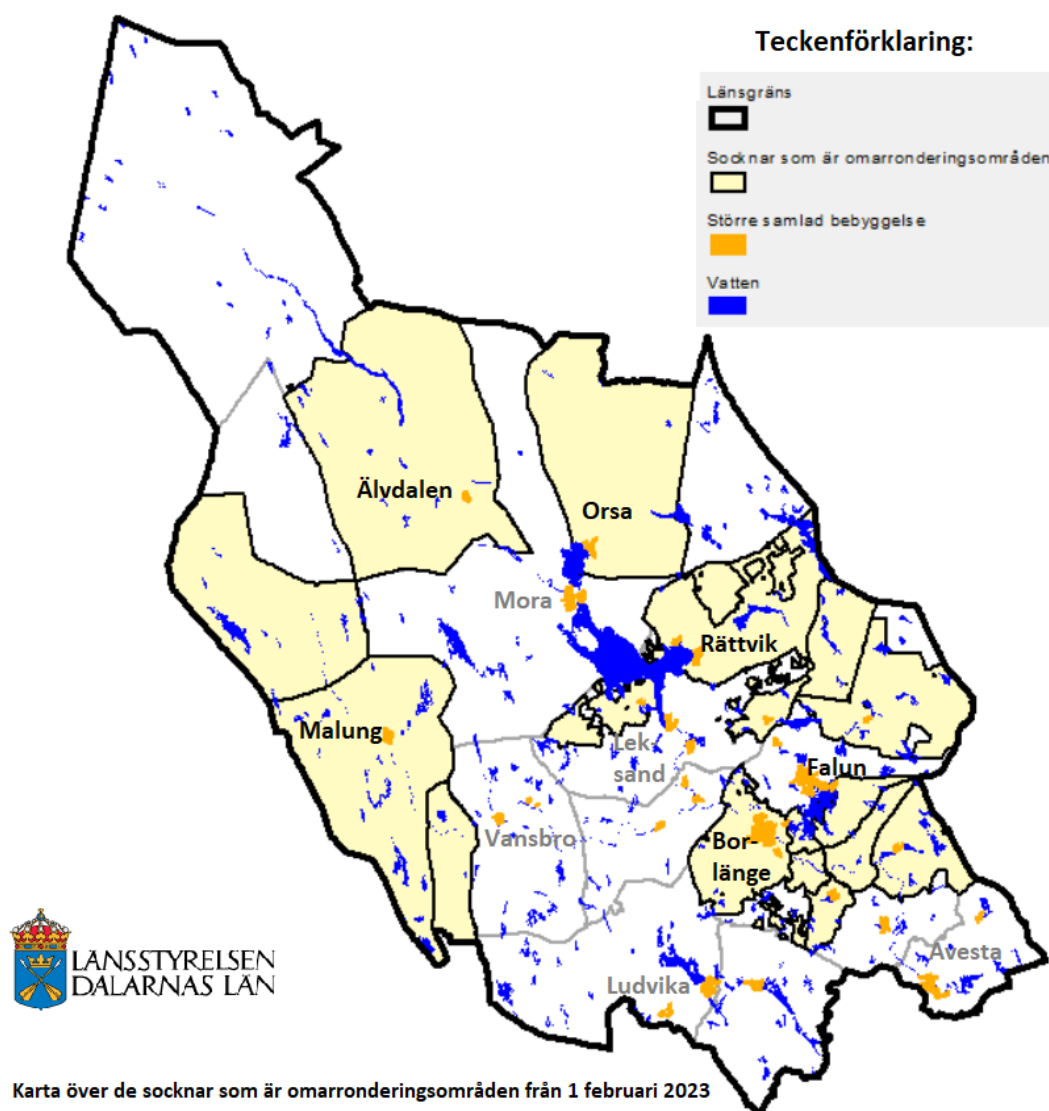 Teckenförklaring:
Länsgräns
Socknar som är omarronderingsområden
Större samlad bebyggelse
Vatten
Älvdalen
Orsa
Mora
Rättvik
Malung
Lek-
sand
Falun
Vansbro
Bor-
länge
Avesta
Ludvika
LÄNSSTYRELSEN
DALARNAS LÄN
Karta över de socknar som är omarronderingsområden från 1 februari 2023